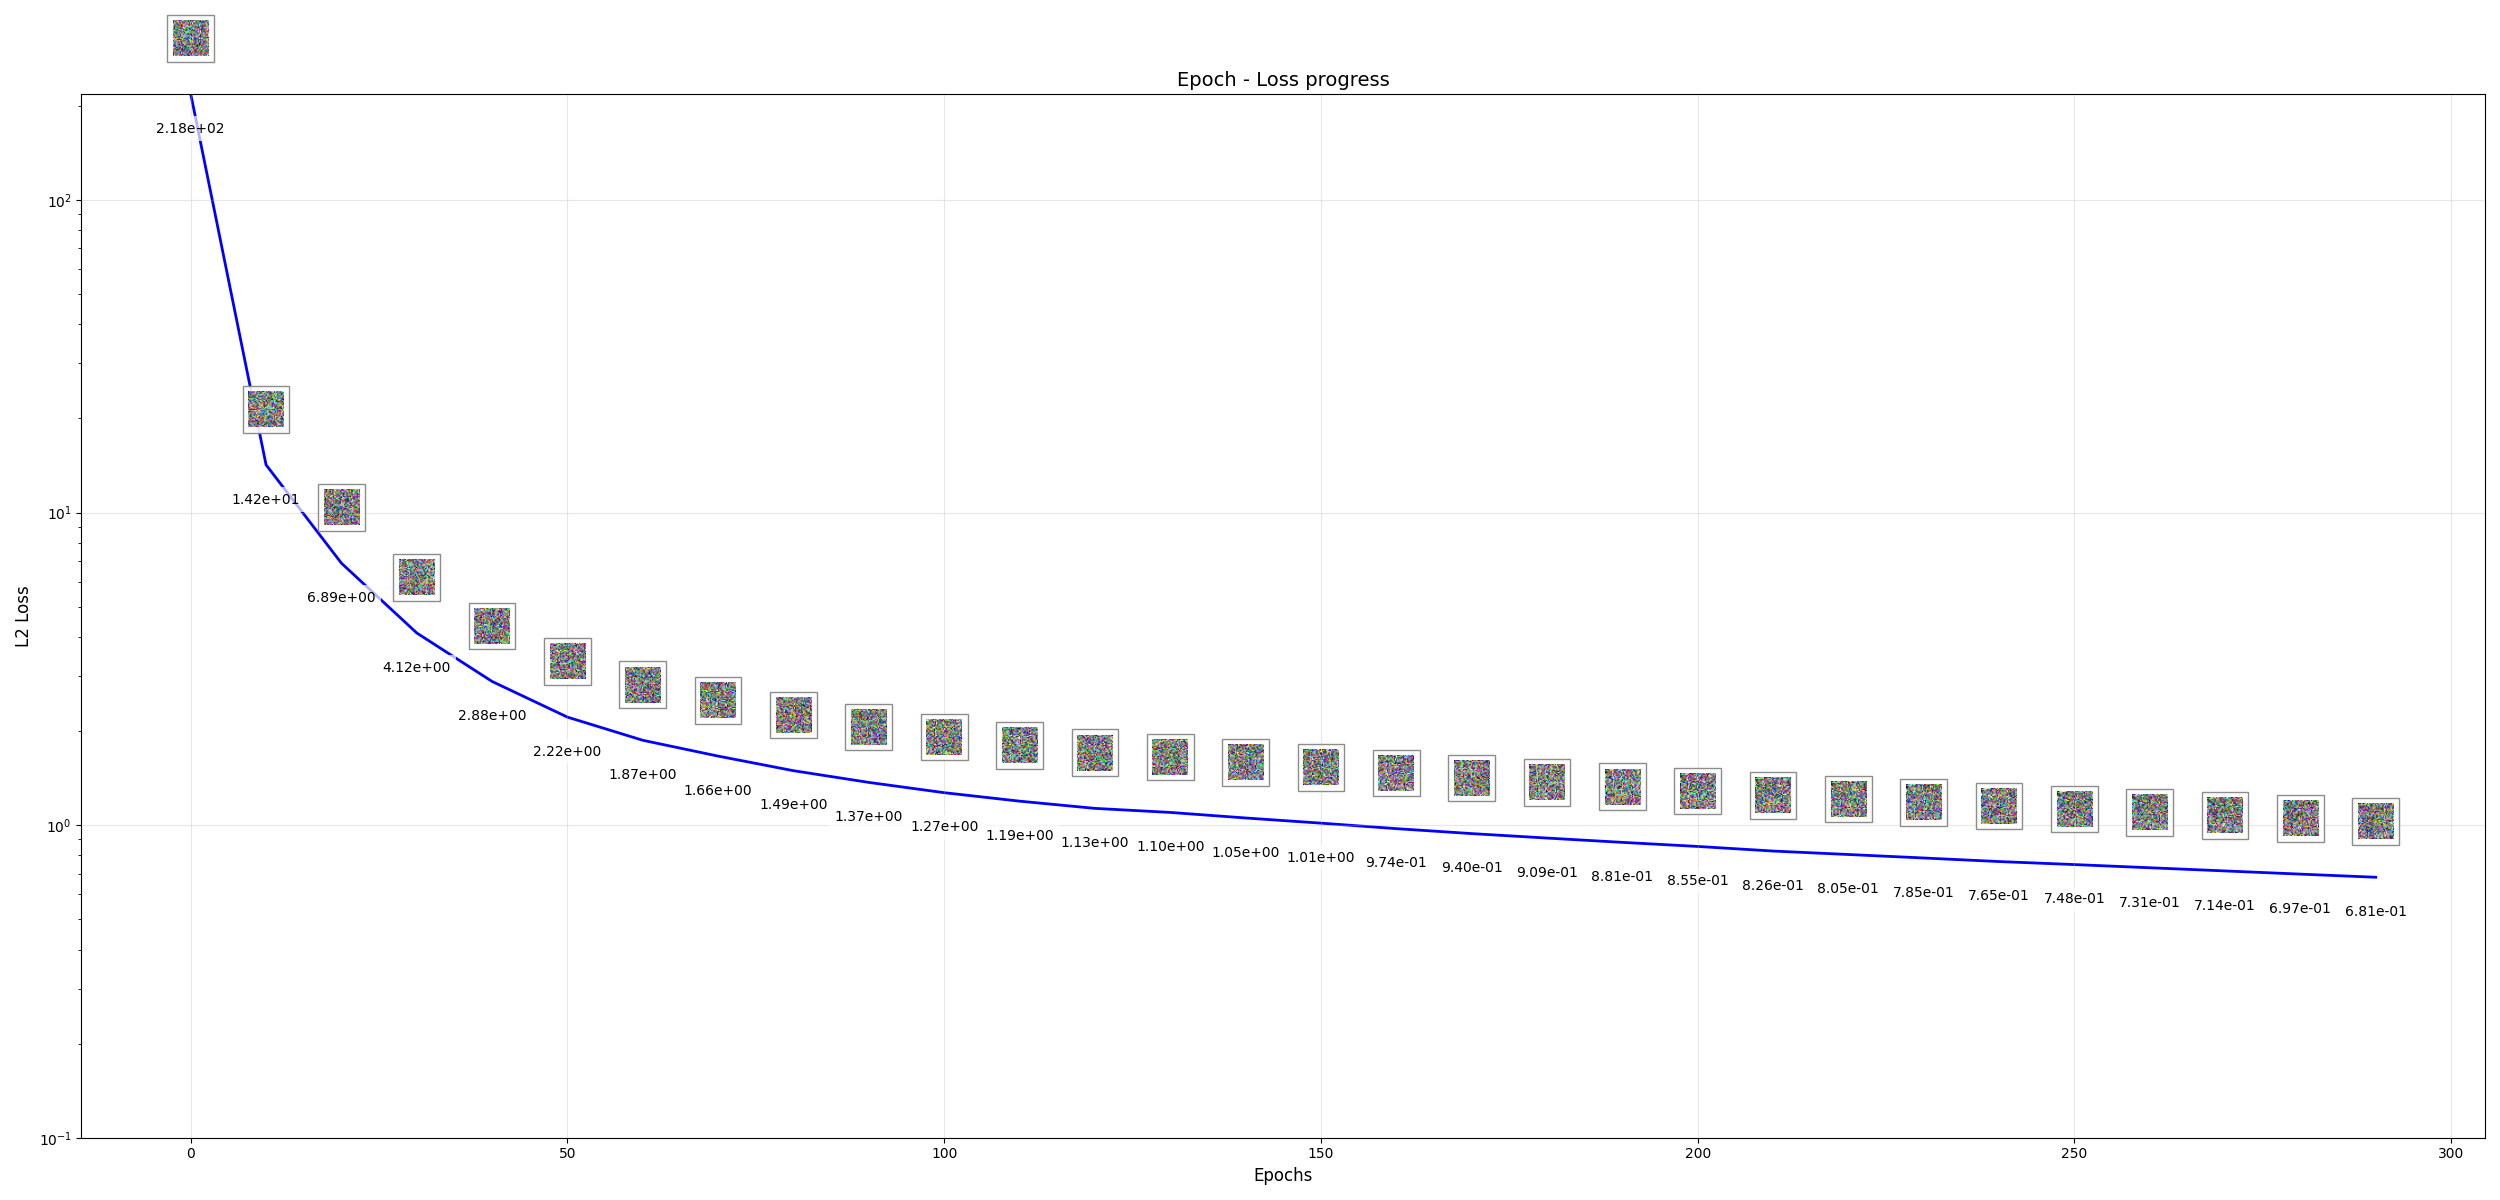 Epoch - Loss progress
L2 Loss
10²
10¹
10⁰
10⁻¹
2.18e+02
1.42e+01
6.89e+00
4.12e+00
2.88e+00
2.22e+00
1.87e+00
1.66e+00
1.49e+00
1.37e+00
1.27e+00
1.19e+00
1.13e+00
1.10e+00
1.05e+00
1.01e+00
9.74e-01
9.40e-01
9.09e-01
8.81e-01
8.55e-01
8.26e-01
8.05e-01
7.85e-01
7.65e-01
7.48e-01
7.31e-01
7.14e-01
6.97e-01
6.81e-01
0 50 100 150 200 250 300
Epochs